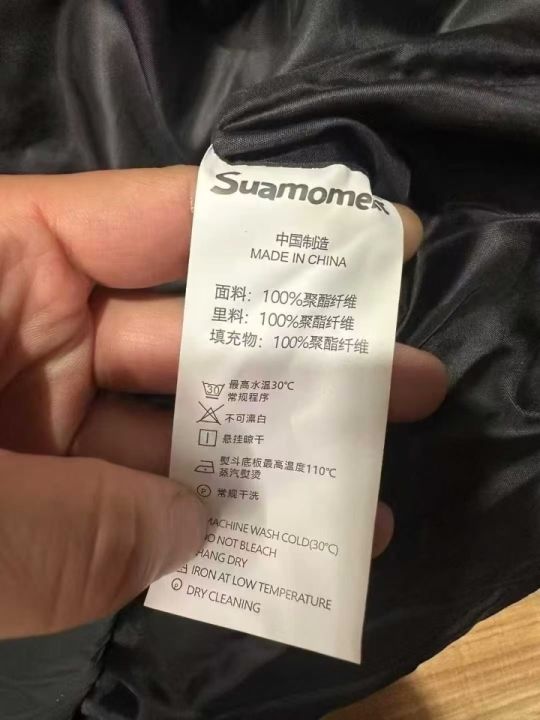 Suamome
中国制造
MADE IN CHINA
面料：100%聚酯纤维
里料：100%聚酯纤维
填充物：100%聚酯纤维
30 最高水温30℃
常规程序
不可漂白
悬挂晾干
熨斗底板最高温度110℃
蒸汽熨烫
P 常规干洗
MACHINE WASH COLD(30℃)
DO NOT BLEACH
HANG DRY
IRON AT LOW TEMPERATURE
P DRY CLEANING